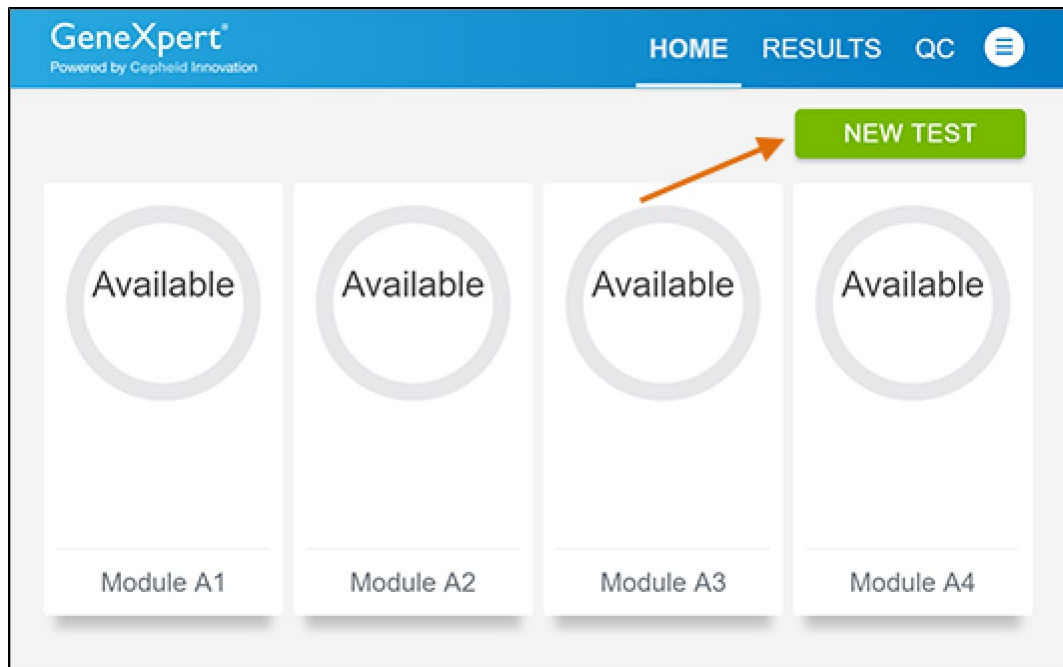 GeneXpert®
Powered by Cepheid Innovation
HOME RESULTS QC
NEW TEST
Available Available Available Available
Module A1 Module A2 Module A3 Module A4